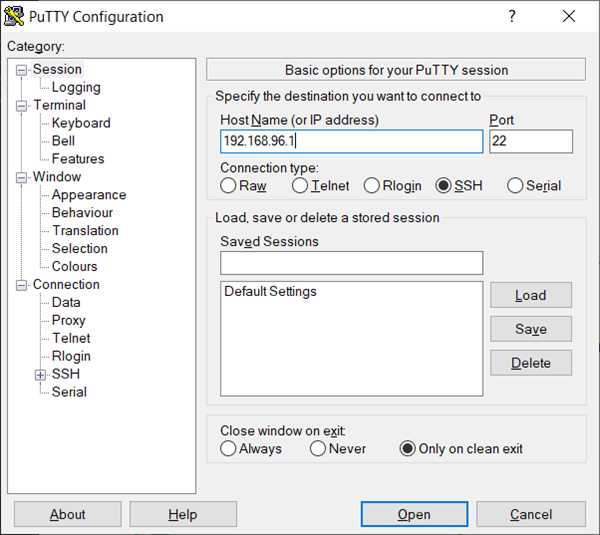 PuTTY Configuration
?
Category:
Session
Logging
Terminal
Keyboard
Bell
Features
Window
Appearance
Behaviour
Translation
Selection
Colours
Connection
Data
Proxy
Telnet
Rlogin
SSH
Serial
Basic options for your PuTTY session
Specify the destination you want to connect to
Host Name (or IP address) Port
192.168.96.1 22
Connection type:
Raw Telnet Rlogin SSH Serial
Load, save or delete a stored session
Saved Sessions
Default Settings
Load
Save
Delete
Close window on exit:
Always Never Only on clean exit
About Help Open Cancel